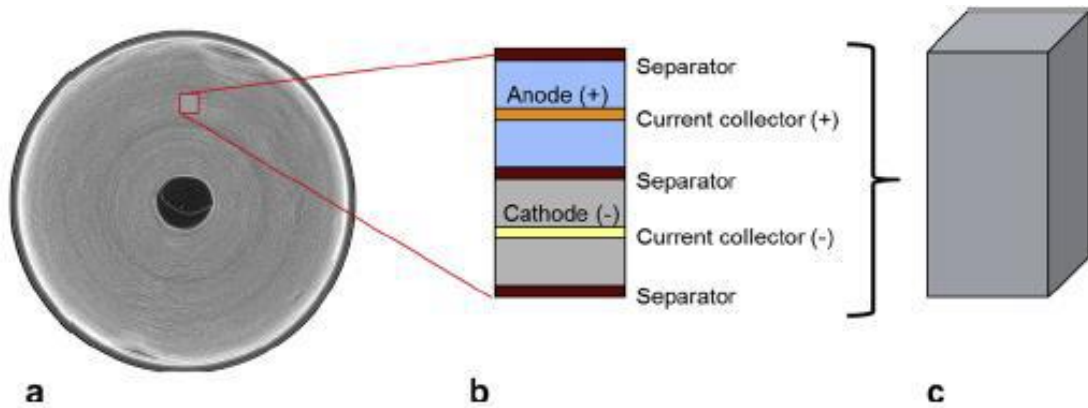 Separator
Anode (+)
Current collector (+)
Separator
Cathode (-)
Current collector (-)
Separator
a
b
c